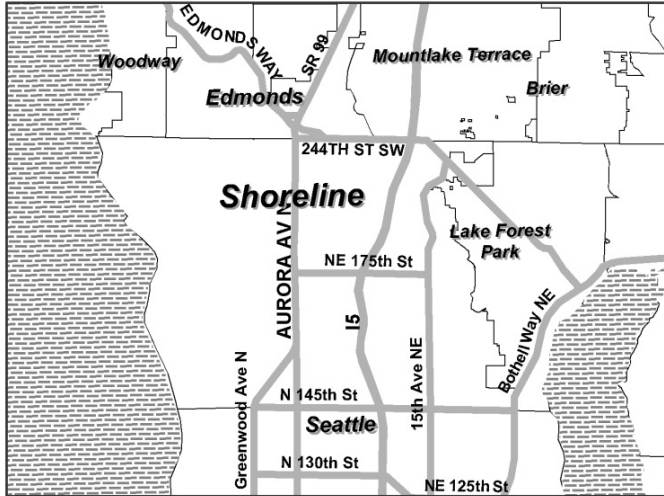 EDMONDS WAY
SR 99
Woodway
Mountlake Terrace
Edmonds
Brier
244TH ST SW
Shoreline
AURORA AV N
Lake Forest
Park
NE 175th St
I5
Bothell Way NE
15th Ave NE
Greenwood Ave N
N 145th St
Seattle
N 130th St
NE 125th St